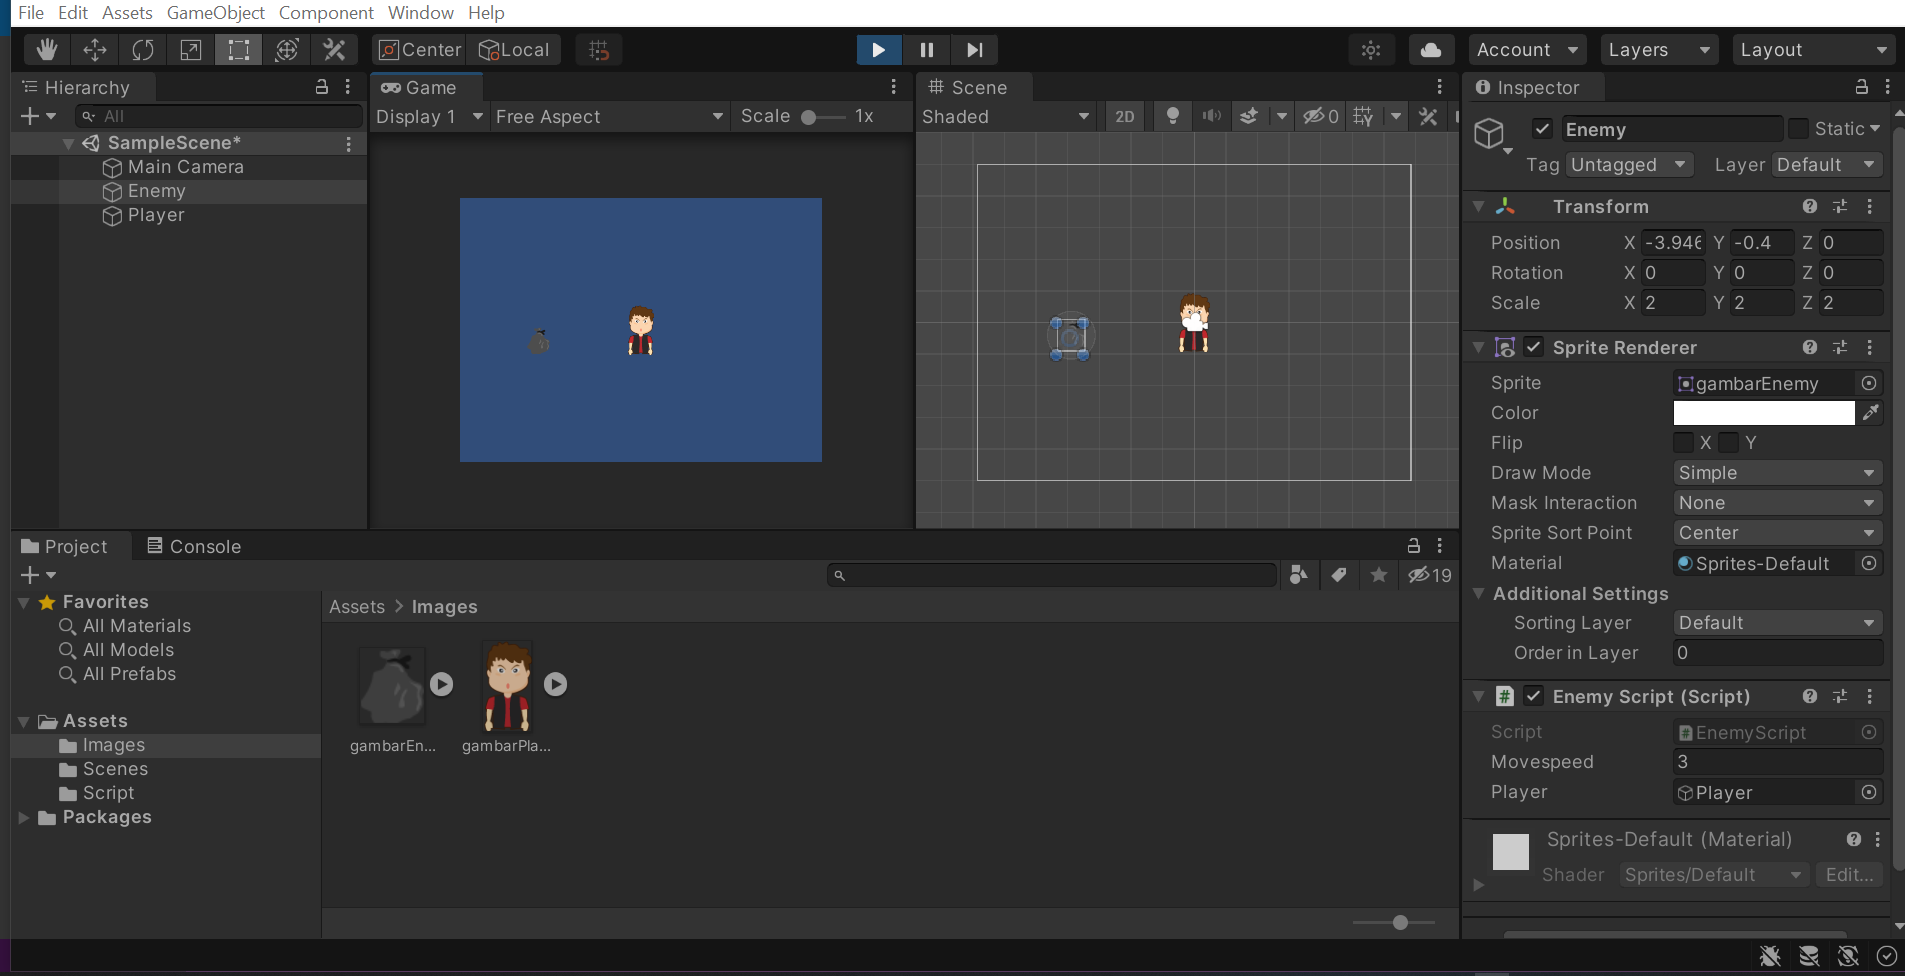 File Edit Assets GameObject Component Window Help
Center Local
Account Layers Layout
Hierarchy
All
SampleScene*
Main Camera
Enemy
Player
Game
Display 1 Free Aspect Scale 1x
Scene
Shaded 2D 0
Inspector
Enemy Static
Tag Untagged Layer Default
Transform
Position X -3.946 Y -0.4 Z 0
Rotation X 0 Y 0 Z 0
Scale X 2 Y 2 Z 2
Sprite Renderer
Sprite gambarEnemy
Color
Flip X Y
Draw Mode Simple
Mask Interaction None
Sprite Sort Point Center
Material Sprites-Default
Additional Settings
Sorting Layer Default
Order in Layer 0
Enemy Script (Script)
Script EnemyScript
Movespeed 3
Player Player
Sprites-Default (Material)
Shader Sprites/Default Edit...
Project Console
19
Favorites
All Materials
All Models
All Prefabs
Assets
Images
Scenes
Script
Packages
Assets > Images
gambarEn... gambarPla...